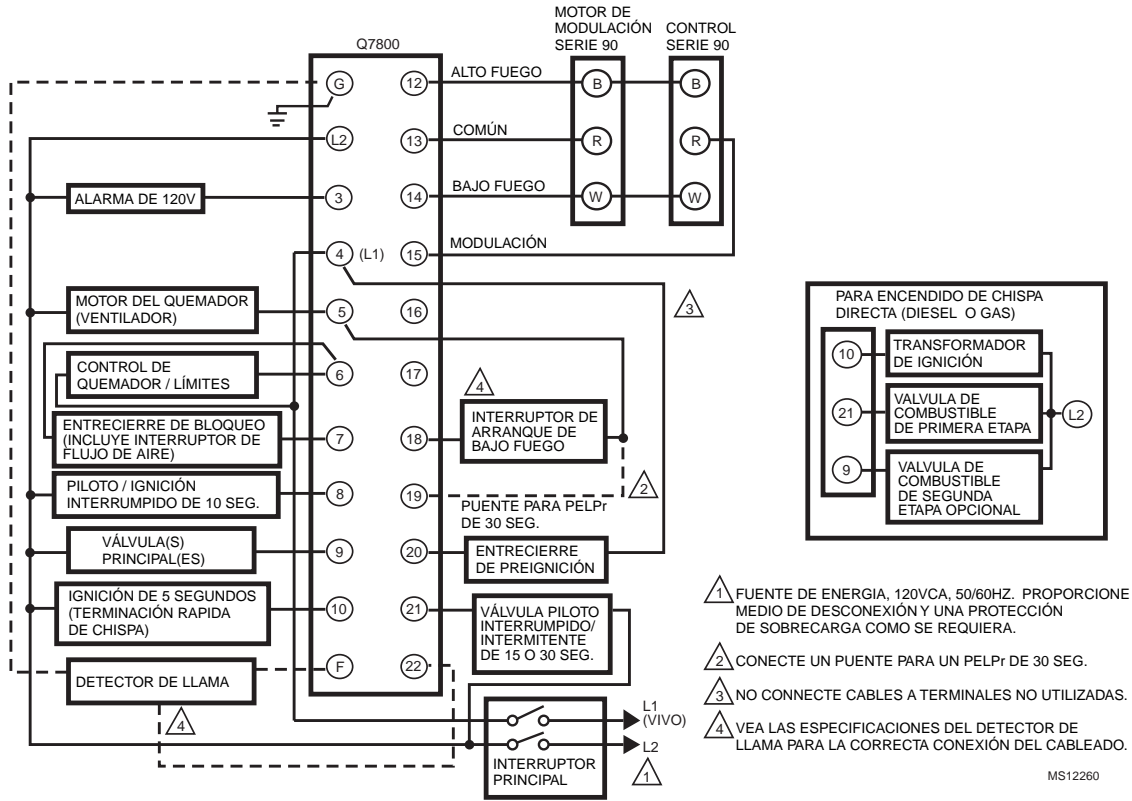 MOTOR DE
MODULACIÓN
SERIE 90
CONTROL
SERIE 90
Q7800
G
L2
3
4
(L1)
5
6
7
8
9
10
F
12
13
14
15
16
17
18
19
20
21
22
ALTO FUEGO
COMÚN
BAJO FUEGO
MODULACIÓN
B
R
W
B
R
W
ALARMA DE 120V
MOTOR DEL QUEMADOR
(VENTILADOR)
CONTROL DE
QUEMADOR / LÍMITES
ENTRECIERRE DE BLOQUEO
(INCLUYE INTERRUPTOR DE
FLUJO DE AIRE)
PILOTO / IGNICIÓN
INTERRUMPIDO DE 10 SEG.
VÁLVULA(S)
PRINCIPAL(ES)
IGNICIÓN DE 5 SEGUNDOS
(TERMINACIÓN RAPIDA
DE CHISPA)
DETECTOR DE LLAMA
4
3
4
INTERRUPTOR DE
ARRANQUE DE
BAJO FUEGO
2
PUENTE PARA PELPr
DE 30 SEG.
ENTRECIERRE
DE PREIGNICIÓN
VÁLVULA PILOTO
INTERRUMPIDO/
INTERMITENTE
DE 15 O 30 SEG.
L1
(VIVO)
L2
1
INTERRUPTOR
PRINCIPAL
PARA ENCENDIDO DE CHISPA
DIRECTA (DIESEL O GAS)
10
TRANSFORMADOR
DE IGNICIÓN
21
VALVULA DE
COMBUSTIBLE
DE PRIMERA ETAPA
L2
9
VALVULA DE
COMBUSTIBLE
DE SEGUNDA
ETAPA OPCIONAL
1 FUENTE DE ENERGIA, 120VCA, 50/60HZ. PROPORCIONE
MEDIO DE DESCONEXIÓN Y UNA PROTECCIÓN
DE SOBRECARGA COMO SE REQUIERA.
2 CONECTE UN PUENTE PARA UN PELPr DE 30 SEG.
3 NO CONNECTE CABLES A TERMINALES NO UTILIZADAS.
4 VEA LAS ESPECIFICACIONES DEL DETECTOR DE
LLAMA PARA LA CORRECTA CONEXIÓN DEL CABLEADO.
MS12260